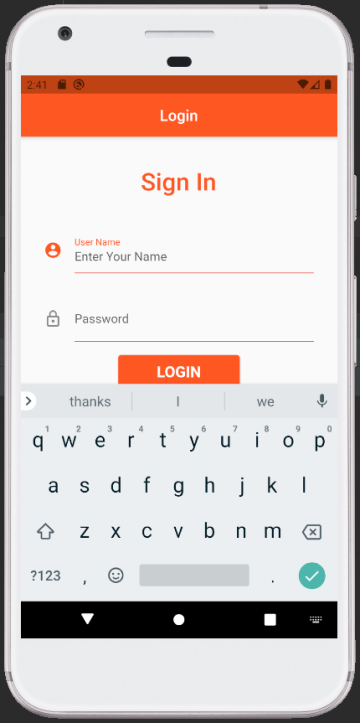 2:41
Login
Sign In
User Name
Enter Your Name
Password
LOGIN
thanks I we
1 2 3 4 5 6 7 8 9 0
q w e r t y u i o p
a s d f g h j k l
z x c v b n m
?123 , .